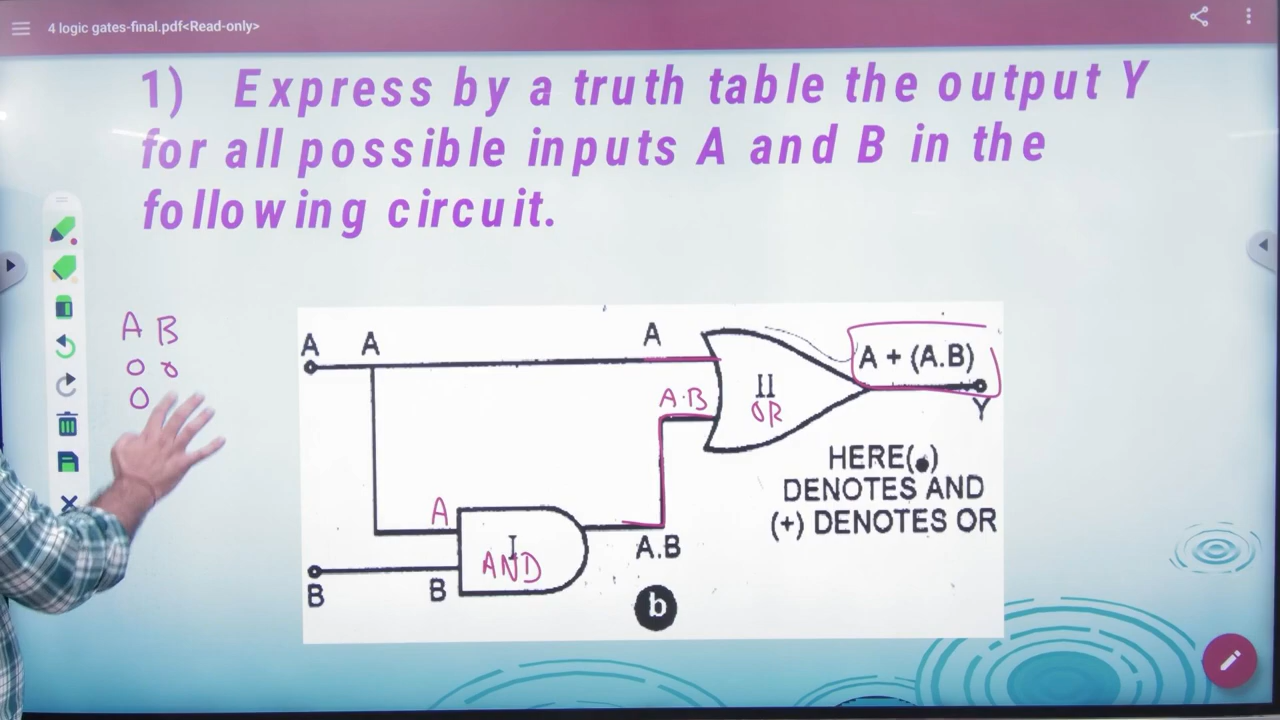 4 logic gates-final.pdf<Read-only>
1) Express by a truth table the output Y
for all possible inputs A and B in the
following circuit.
A B
0 0
0
A A A
A + (A.B)
A.B
II
OR
Y
HERE(.)
DENOTES AND
(+) DENOTES OR
A
I
AND
A.B
B B
b